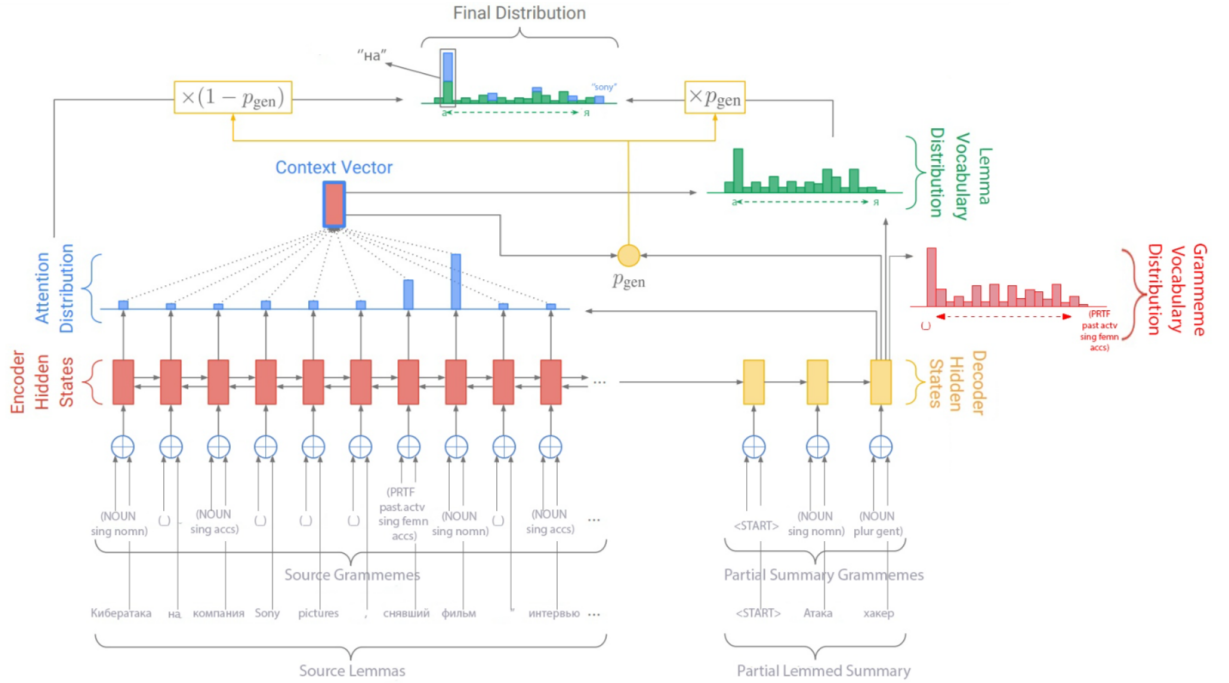 Final Distribution
"на"
"sony"
×(1 − pgen)
×pgen
а
я
Context Vector
Lemma
Vocabulary
Distribution
а
я
Attention
Distribution
pgen
Grammeme
Vocabulary
Distribution
(_)
(PRTF
past actv
sing femn
accs)
Encoder
Hidden
States
...
Decoder
Hidden
States
(NOUN
sing nomn)
(_)
(NOUN
sing accs)
(_)
(_)
(_)
(PRTF
past.actv
sing femn
accs)
(NOUN
sing nomn)
(_)
(NOUN
sing accs)
...
<START>
(NOUN
sing nomn)
(NOUN
plur gent)
Source Grammemes
Partial Summary Grammemes
Кибератака на компания Sony pictures , снявший фильм " интервью ...
<START> Атака хакер
Source Lemmas
Partial Lemmed Summary